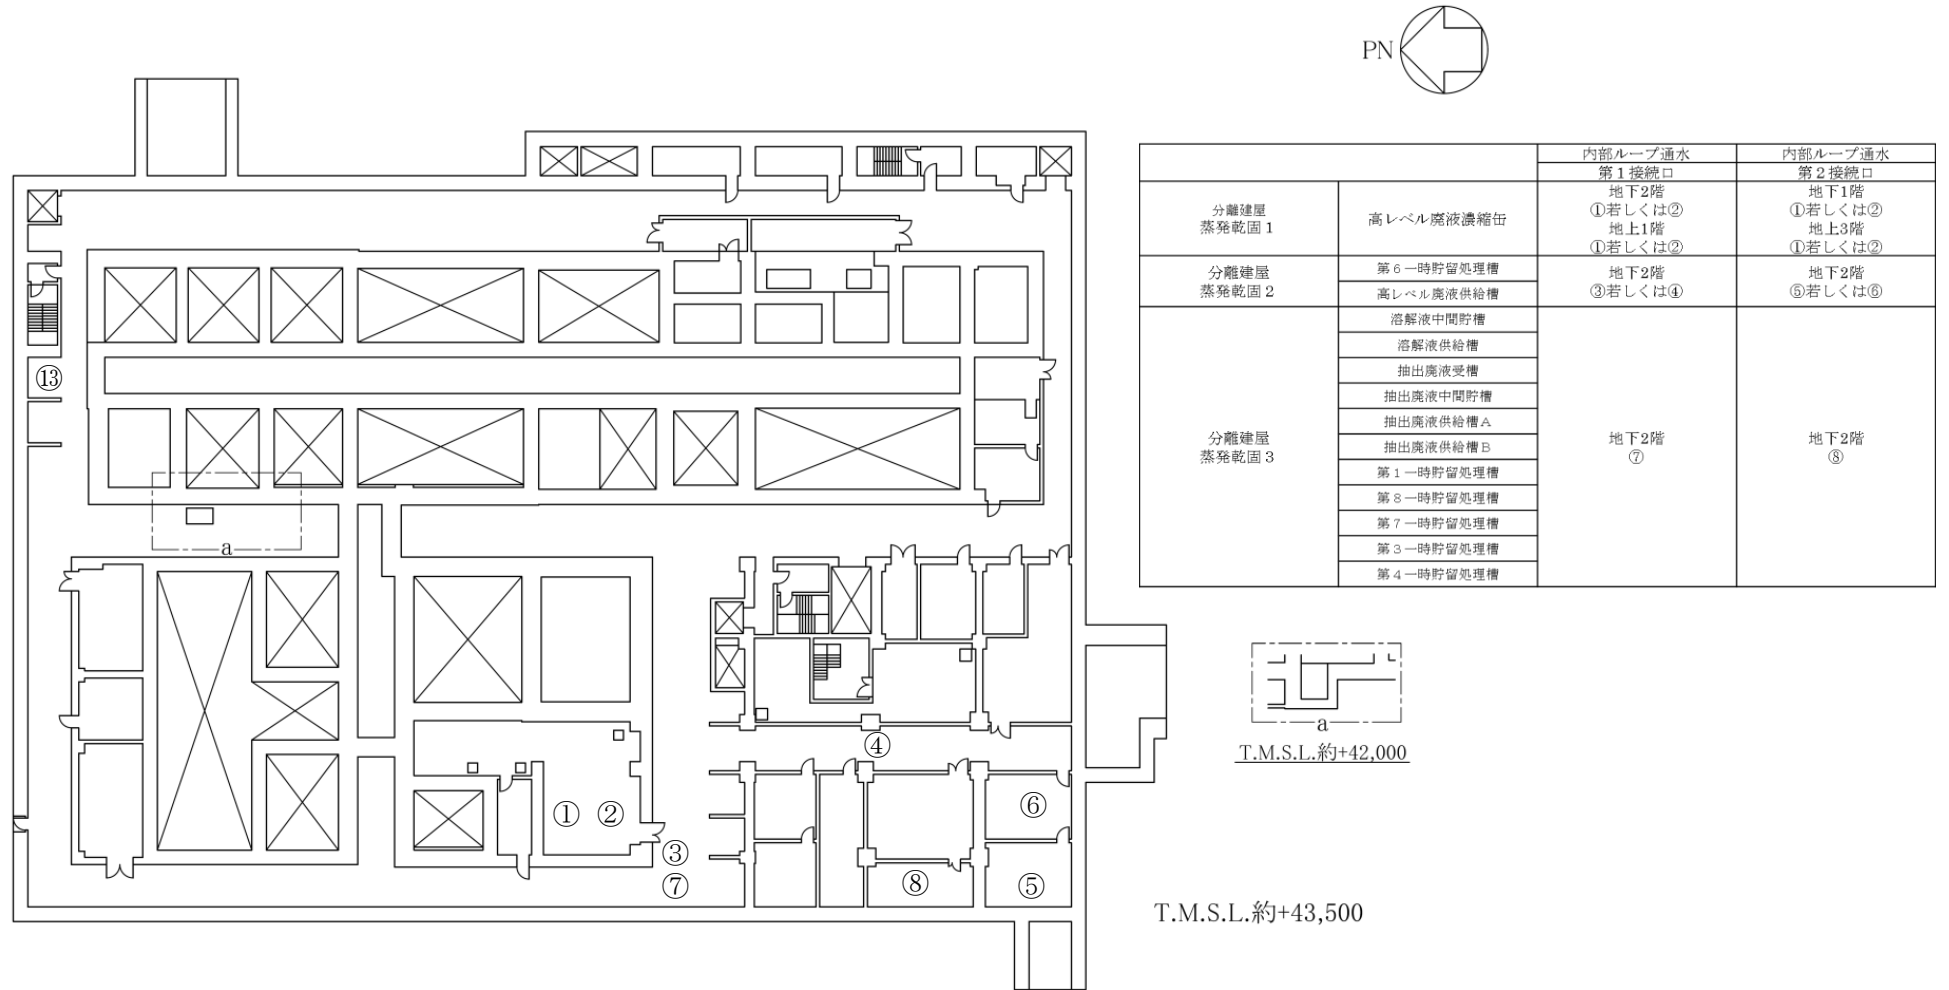 PN
内部ループ通水 内部ループ通水
第1接続口 第2接続口
分離建屋
蒸発乾固1
高レベル廃液濃縮缶
地下2階
①若しくは②
地上1階
①若しくは②
地下1階
①若しくは②
地上3階
①若しくは②
分離建屋
蒸発乾固2
第6一時貯留処理槽
高レベル廃液供給槽
地下2階
③若しくは④
地下2階
⑤若しくは⑥
分離建屋
蒸発乾固3
溶解液中間貯槽
溶解液供給槽
抽出廃液受槽
抽出廃液中間貯槽
抽出廃液供給槽A
抽出廃液供給槽B
第1一時貯留処理槽
第8一時貯留処理槽
第7一時貯留処理槽
第3一時貯留処理槽
第4一時貯留処理槽
地下2階
⑦
地下2階
⑧
⑬
a
④
①
②
⑥
③
⑦
⑧
⑤
a
T.M.S.L.約+42,000
T.M.S.L.約+43,500